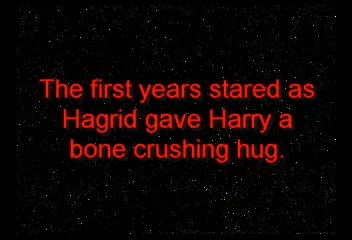 The first years stared as
Hagrid gave Harry a
bone crushing hug.